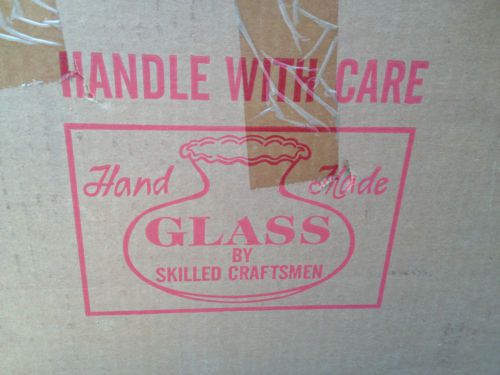 HANDLE WITH CARE
Hand Made
GLASS
BY
SKILLED CRAFTSMEN